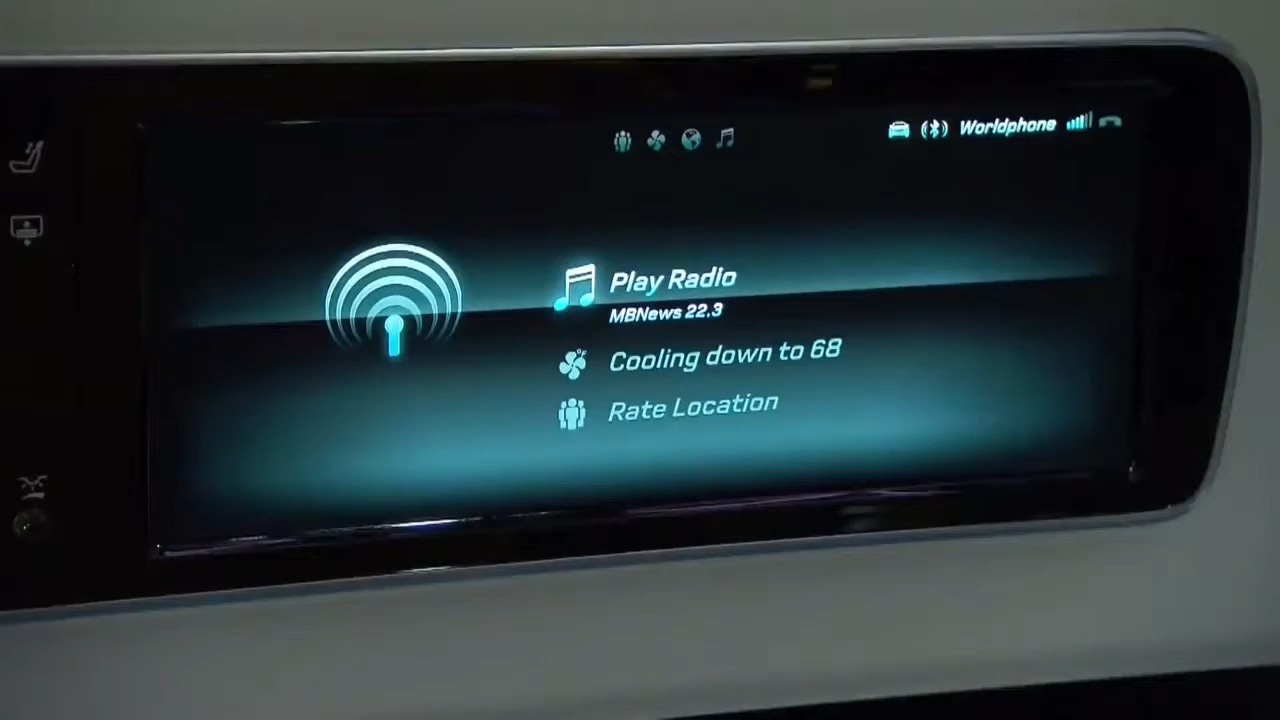 Worldphone
Play Radio
MBNews 22.3
Cooling down to 68
Rate Location